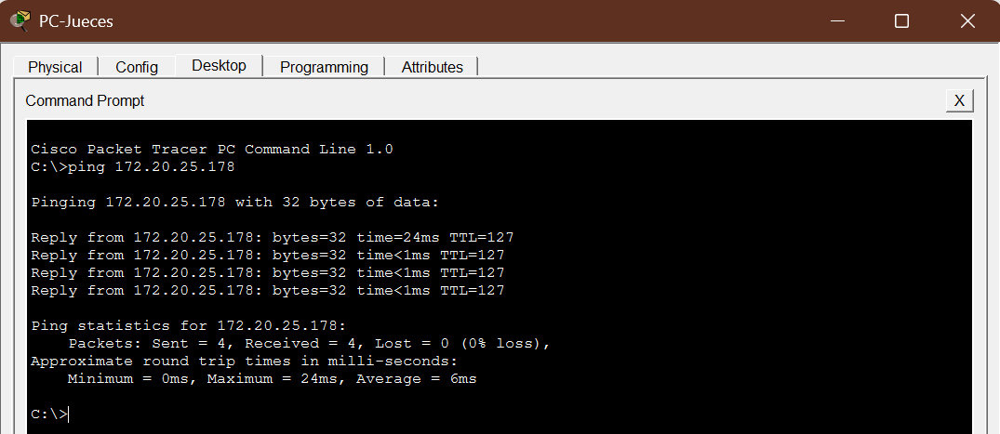 PC-Jueces
Physical Config Desktop Programming Attributes
Command Prompt X
Cisco Packet Tracer PC Command Line 1.0
C:\>ping 172.20.25.178
Pinging 172.20.25.178 with 32 bytes of data:
Reply from 172.20.25.178: bytes=32 time=24ms TTL=127
Reply from 172.20.25.178: bytes=32 time<1ms TTL=127
Reply from 172.20.25.178: bytes=32 time<1ms TTL=127
Reply from 172.20.25.178: bytes=32 time<1ms TTL=127
Ping statistics for 172.20.25.178:
    Packets: Sent = 4, Received = 4, Lost = 0 (0% loss),
Approximate round trip times in milli-seconds:
    Minimum = 0ms, Maximum = 24ms, Average = 6ms
C:\>